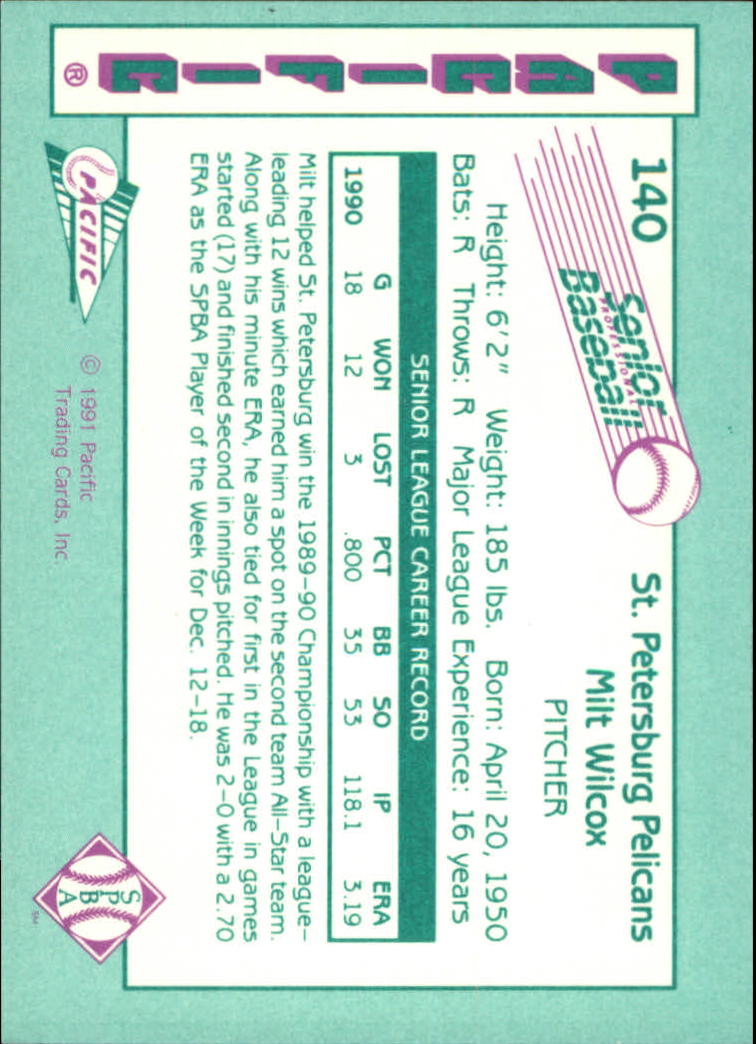 PACIFIC®
140
Senior
PROFESSIONAL
Baseball
St. Petersburg Pelicans
Milt Wilcox
PITCHER
Height: 6'2" Weight: 185 lbs. Born: April 20, 1950
Bats: R Throws: R Major League Experience: 16 years
SENIOR LEAGUE CAREER RECORD
G WON LOST PCT BB SO IP ERA
1990 18 12 3 .800 35 53 118.1 3.19
Milt helped St. Petersburg win the 1989-90 Championship with a league-
leading 12 wins which earned him a spot on the second team All-Star team.
Along with his minute ERA, he also tied for first in the League in games
started (17) and finished second in innings pitched. He was 2-0 with a 2.70
ERA as the SPBA Player of the Week for Dec. 12-18.
PACIFIC
© 1991 Pacific
Trading Cards, Inc.
S
P
B
A
SM